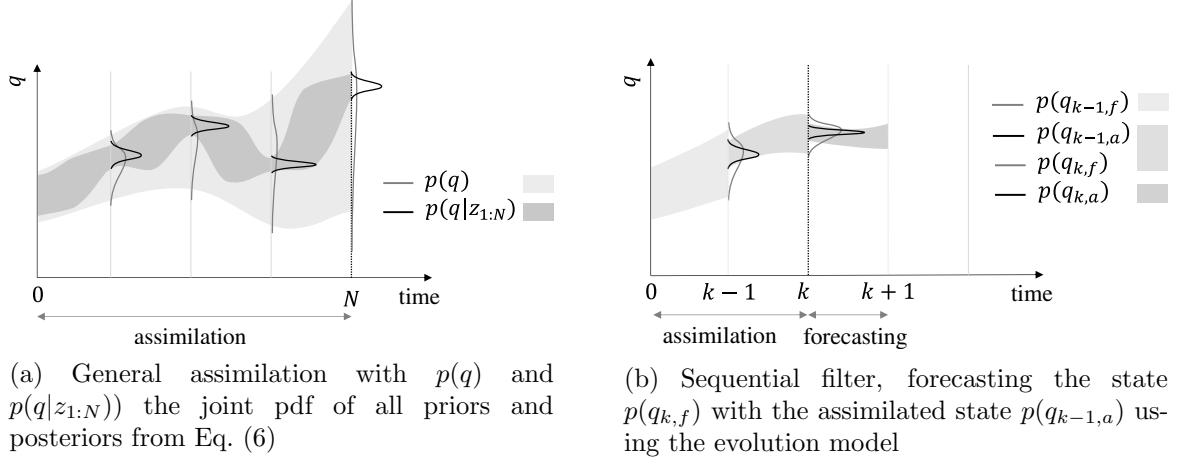 q
p(q)
p(q|z_{1:N})
0
N
time
assimilation
(a) General assimilation with p(q) and
p(q|z_{1:N})) the joint pdf of all priors and
posteriors from Eq. (6)
q
p(q_{k-1,f})
p(q_{k-1,a})
p(q_{k,f})
p(q_{k,a})
0
k − 1
k
k + 1
time
assimilation
forecasting
(b) Sequential filter, forecasting the state
p(q_{k,f}) with the assimilated state p(q_{k-1,a}) us-
ing the evolution model